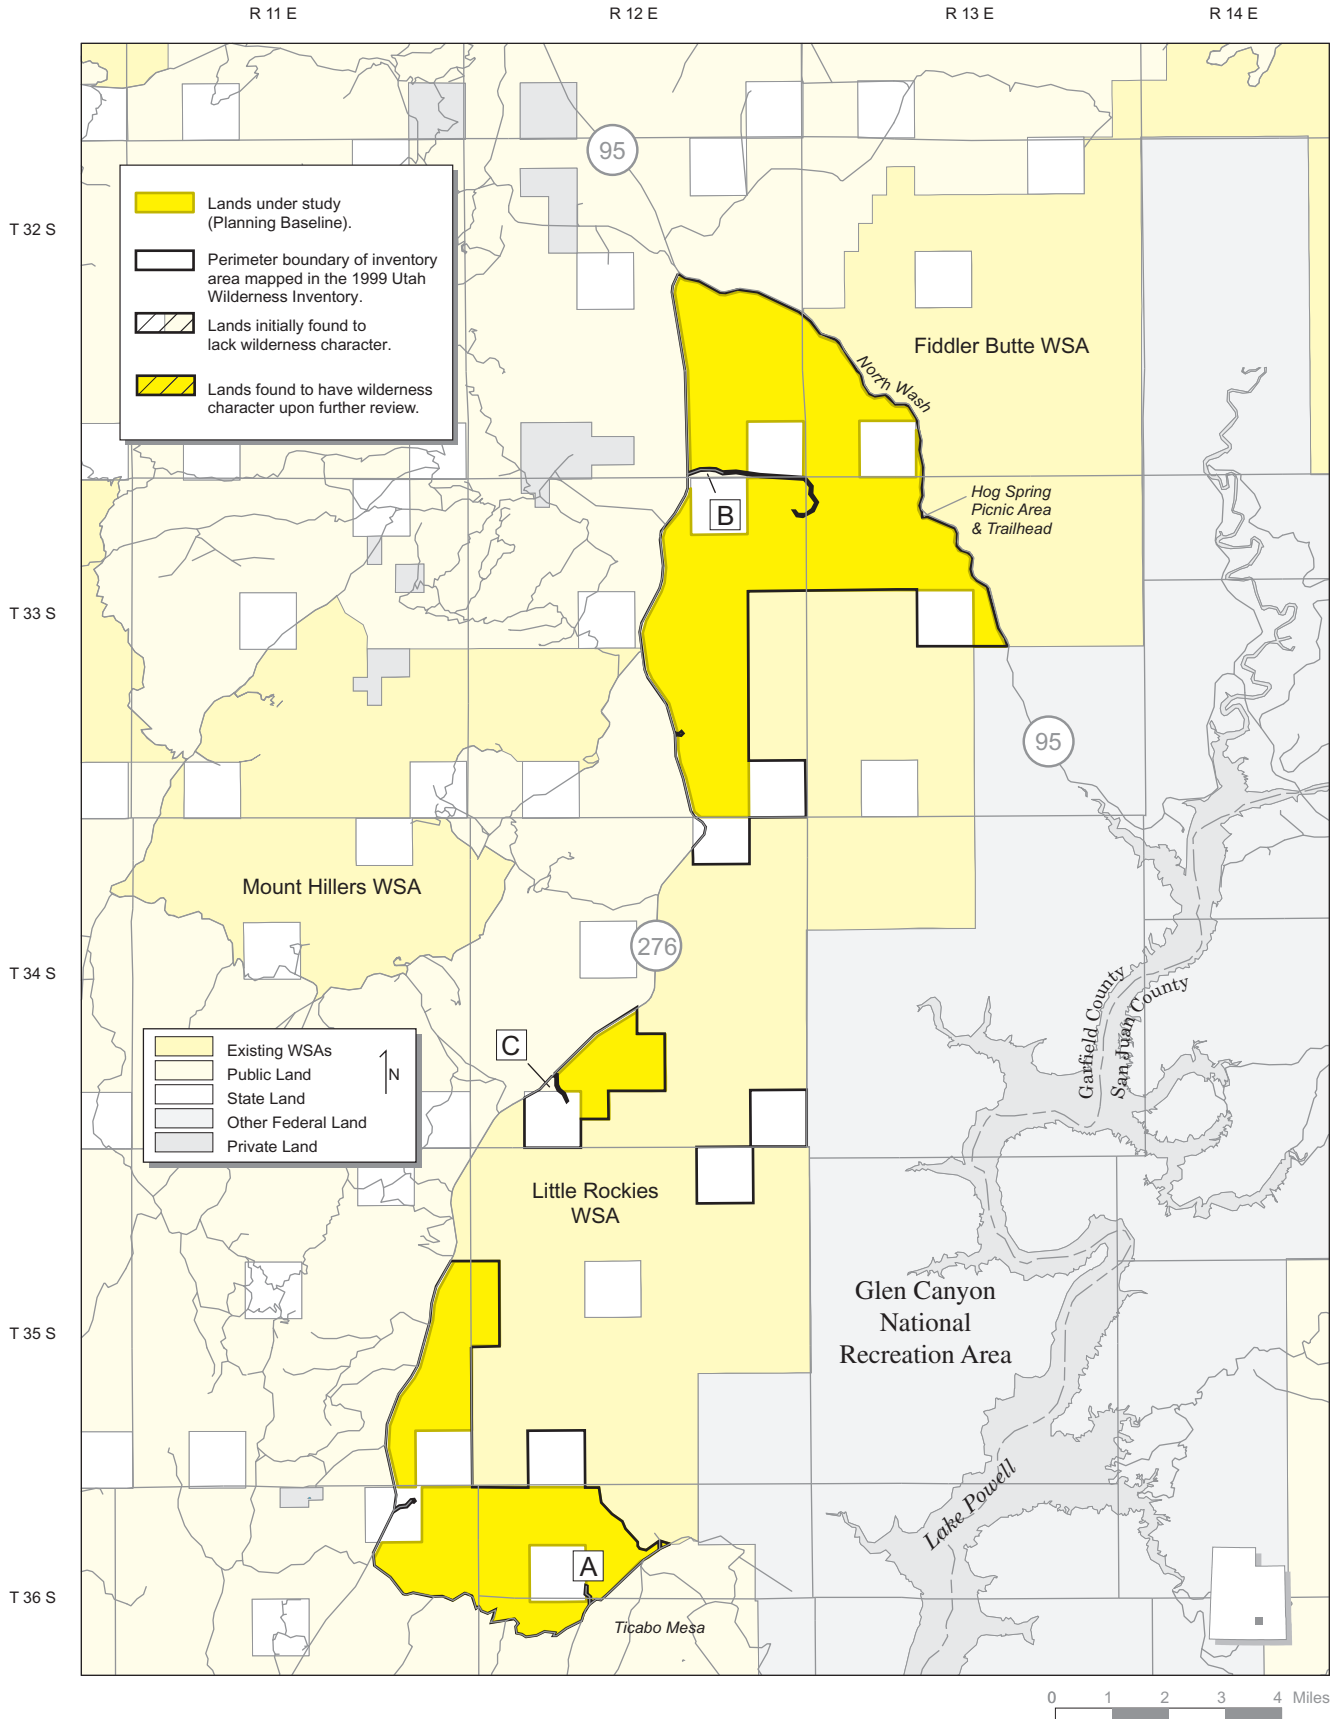 R 11 E
R 12 E
R 13 E
R 14 E
95
T 32 S
Lands under study
(Planning Baseline).
Perimeter boundary of inventory
area mapped in the 1999 Utah
Wilderness Inventory.
Lands initially found to
lack wilderness character.
Lands found to have wilderness
character upon further review.
Fiddler Butte WSA
North Wash
Hog Spring
Picnic Area
& Trailhead
B
T 33 S
95
Mount Hillers WSA
276
T 34 S
Garfield County
San Juan County
C
Existing WSAs
Public Land
State Land
Other Federal Land
Private Land
N
Little Rockies
WSA
Glen Canyon
National
Recreation Area
T 35 S
Lake Powell
A
T 36 S
Ticabo Mesa
0 1 2 3 4 Miles